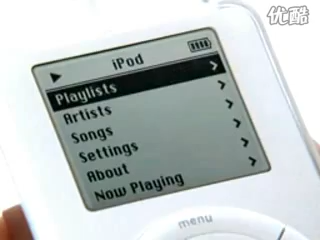 优酷
iPod
Playlists
Artists
Songs
Settings
About
Now Playing
menu